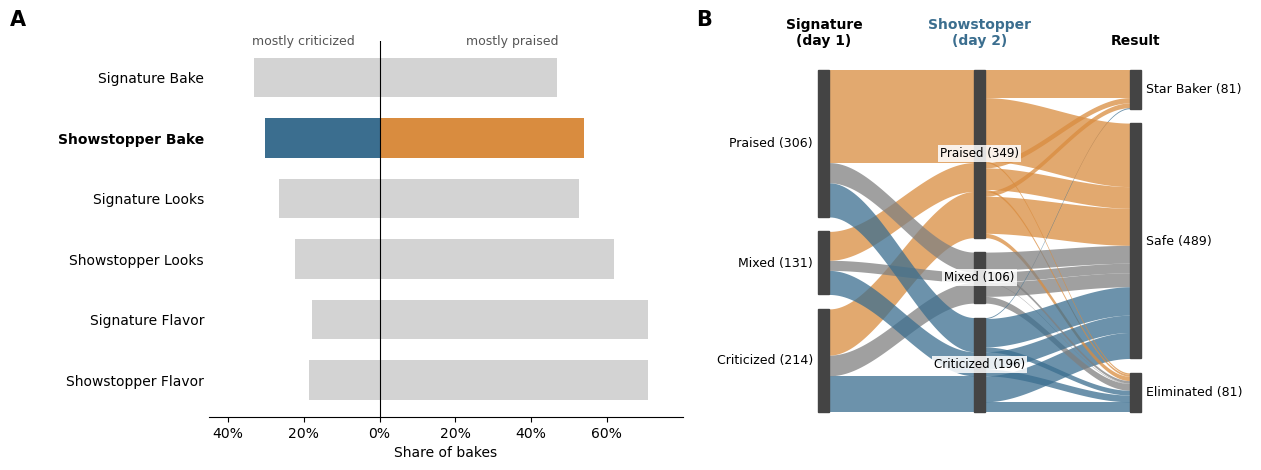 A
mostly criticized
mostly praised
Signature Bake
Showstopper Bake
Signature Looks
Showstopper Looks
Signature Flavor
Showstopper Flavor
40%
20%
0%
20%
40%
60%
Share of bakes
B
Signature
(day 1)
Showstopper
(day 2)
Result
Praised (306)
Mixed (131)
Criticized (214)
Praised (349)
Mixed (106)
Criticized (196)
Star Baker (81)
Safe (489)
Eliminated (81)